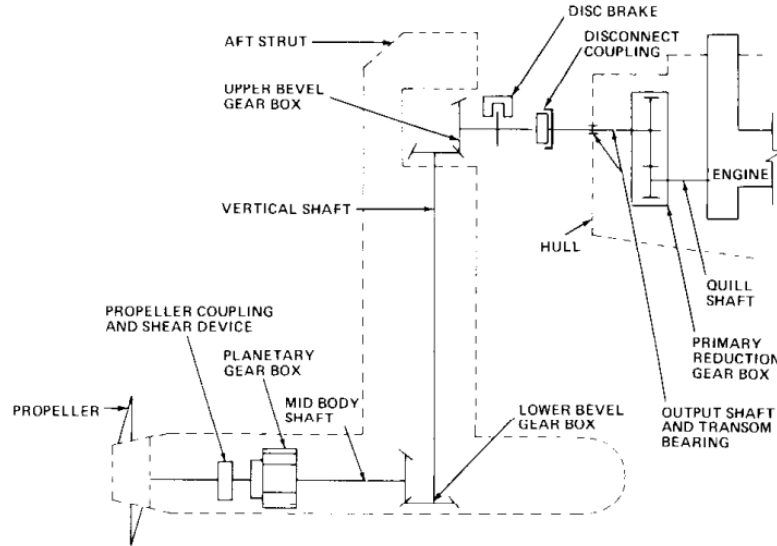 DISC BRAKE
DISCONNECT
COUPLING
AFT STRUT
UPPER BEVEL
GEAR BOX
ENGINE
VERTICAL SHAFT
HULL
QUILL
SHAFT
PROPELLER COUPLING
AND SHEAR DEVICE
PLANETARY
GEAR BOX
PRIMARY
REDUCTION
GEAR BOX
MID BODY
SHAFT
PROPELLER
LOWER BEVEL
GEAR BOX
OUTPUT SHAFT
AND TRANSOM
BEARING